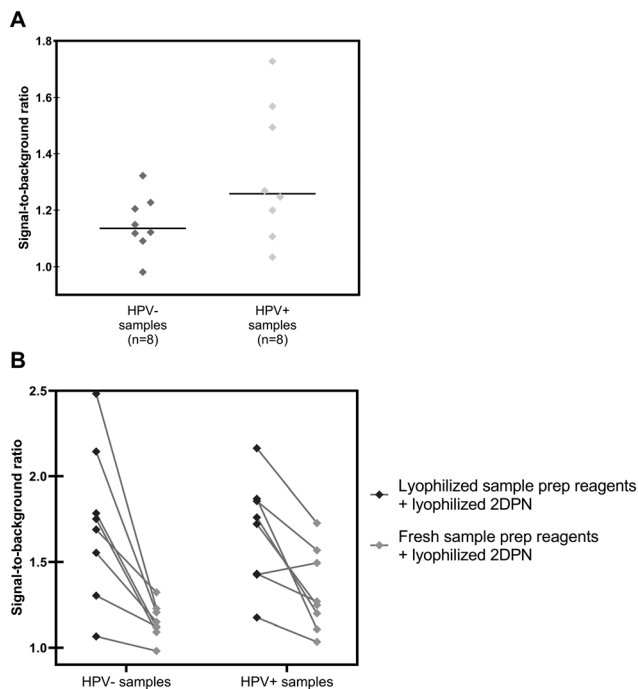 A
Signal-to-background ratio
1.8
1.6
1.4
1.2
1.0
HPV-
samples
(n=8)
HPV+
samples
(n=8)
B
Signal-to-background ratio
2.5
2.0
1.5
1.0
HPV- samples
HPV+ samples
Lyophilized sample prep reagents
+ lyophilized 2DPN
Fresh sample prep reagents
+ lyophilized 2DPN